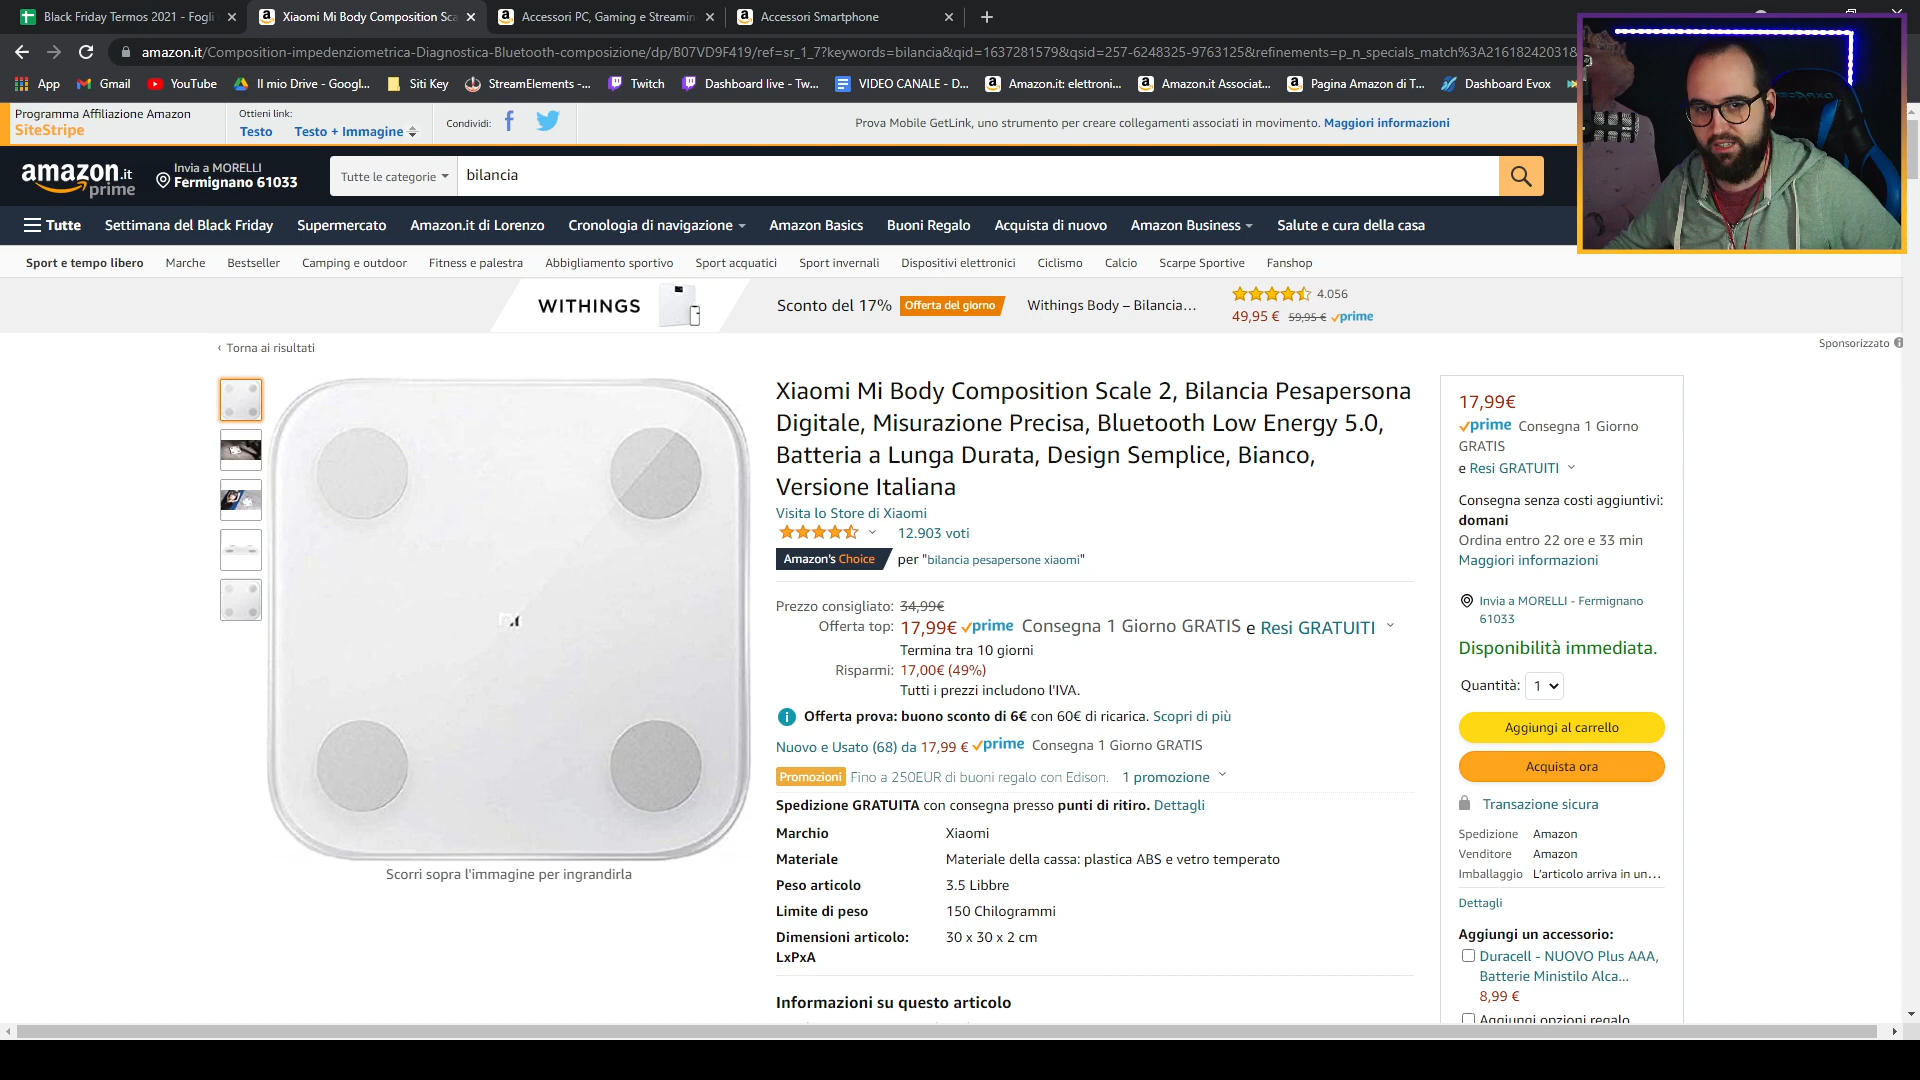 Black Friday Termos 2021 - Fogli
Xiaomi Mi Body Composition Sca
Accessori PC, Gaming e Streamin
Accessori Smartphone
amazon.it/Composition-impedenziometrica-Diagnostica-Bluetooth-composizione/dp/B07VD9F419/ref=sr_1_7?keywords=bilancia&qid=1637281579&qsid=257-6248325-9763125&refinements=p_n_specials_match%3A21618242031&
App
Gmail
YouTube
Il mio Drive - Googl...
Siti Key
StreamElements -...
Twitch
Dashboard live - Tw...
VIDEO CANALE - D...
Amazon.it: elettroni...
Amazon.it Associat...
Pagina Amazon di T...
Dashboard Evox
Programma Affiliazione Amazon
SiteStripe
Ottieni link:
Testo Testo + Immagine
Condividi:
Prova Mobile GetLink, uno strumento per creare collegamenti associati in movimento. Maggiori informazioni
amazon.it
prime
Invia a MORELLI
Fermignano 61033
Tutte le categorie
bilancia
Tutte Settimana del Black Friday Supermercato Amazon.it di Lorenzo Cronologia di navigazione Amazon Basics Buoni Regalo Acquista di nuovo Amazon Business Salute e cura della casa
Sport e tempo libero Marche Bestseller Camping e outdoor Fitness e palestra Abbigliamento sportivo Sport acquatici Sport invernali Dispositivi elettronici Ciclismo Calcio Scarpe Sportive Fanshop
WITHINGS
Sconto del 17% Offerta del giorno
Withings Body – Bilancia...
4.056
49,95 € 59,95 € prime
Sponsorizzato
‹ Torna ai risultati
Xiaomi Mi Body Composition Scale 2, Bilancia Pesapersona
Digitale, Misurazione Precisa, Bluetooth Low Energy 5.0,
Batteria a Lunga Durata, Design Semplice, Bianco,
Versione Italiana
Visita lo Store di Xiaomi
12.903 voti
Amazon's Choice per "bilancia pesapersone xiaomi"
Prezzo consigliato: 34,99€
Offerta top: 17,99€ prime Consegna 1 Giorno GRATIS e Resi GRATUITI
Termina tra 10 giorni
Risparmi: 17,00€ (49%)
Tutti i prezzi includono l'IVA.
Offerta prova: buono sconto di 6€ con 60€ di ricarica. Scopri di più
Nuovo e Usato (68) da 17,99 € prime Consegna 1 Giorno GRATIS
Promozioni Fino a 250EUR di buoni regalo con Edison. 1 promozione
Spedizione GRATUITA con consegna presso punti di ritiro. Dettagli
Marchio Xiaomi
Materiale Materiale della cassa: plastica ABS e vetro temperato
Peso articolo 3.5 Libbre
Limite di peso 150 Chilogrammi
Dimensioni articolo: 30 x 30 x 2 cm
LxPxA
Informazioni su questo articolo
Scorri sopra l'immagine per ingrandirla
17,99€
prime Consegna 1 Giorno
GRATIS
e Resi GRATUITI
Consegna senza costi aggiuntivi:
domani
Ordina entro 22 ore e 33 min
Maggiori informazioni
Invia a MORELLI - Fermignano
61033
Disponibilità immediata.
Quantità: 1
Aggiungi al carrello
Acquista ora
Transazione sicura
Spedizione Amazon
Venditore Amazon
Imballaggio L'articolo arriva in un...
Dettagli
Aggiungi un accessorio:
Duracell - NUOVO Plus AAA,
Batterie Ministilo Alca...
8,99 €
Aggiungi opzioni regalo